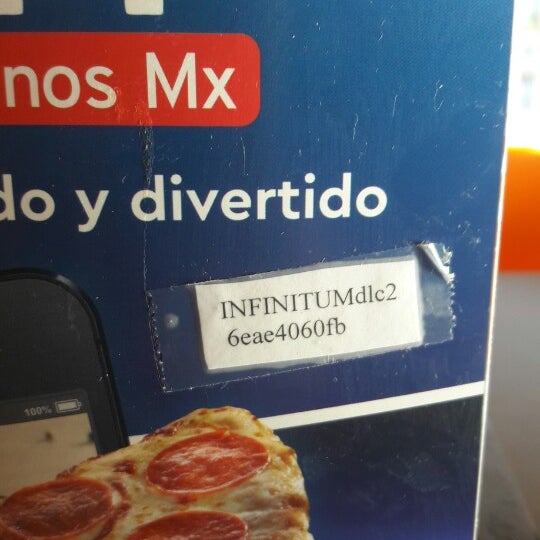 nos Mx
do y divertido
INFINITUMdlc2
6eae4060fb
100%